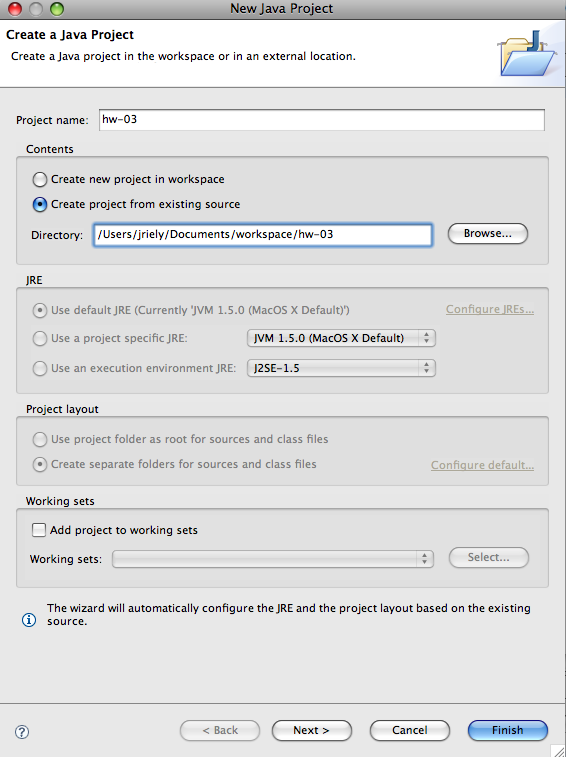 New Java Project
Create a Java Project
Create a Java project in the workspace or in an external location.
Project name: hw-03
Contents
Create new project in workspace
Create project from existing source
Directory: /Users/jriely/Documents/workspace/hw-03 Browse...
JRE
Use default JRE (Currently 'JVM 1.5.0 (MacOS X Default)') Configure JREs...
Use a project specific JRE: JVM 1.5.0 (MacOS X Default)
Use an execution environment JRE: J2SE-1.5
Project layout
Use project folder as root for sources and class files
Create separate folders for sources and class files Configure default...
Working sets
Add project to working sets
Working sets: Select...
The wizard will automatically configure the JRE and the project layout based on the existing
source.
? < Back Next > Cancel Finish